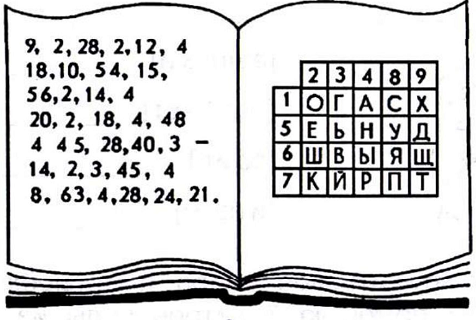 9, 2, 28, 2, 12, 4
18, 10, 54, 15,
56, 2, 14, 4
20, 2, 18, 4, 48
4 45, 28, 40, 3 –
14, 2, 3, 45, 4
8, 63, 4, 28, 24, 21.
2 3 4 8 9
1 О Г А С Х
5 Е Ь Н У Д
6 Ш В Ы Я Щ
7 К Й Р П Т